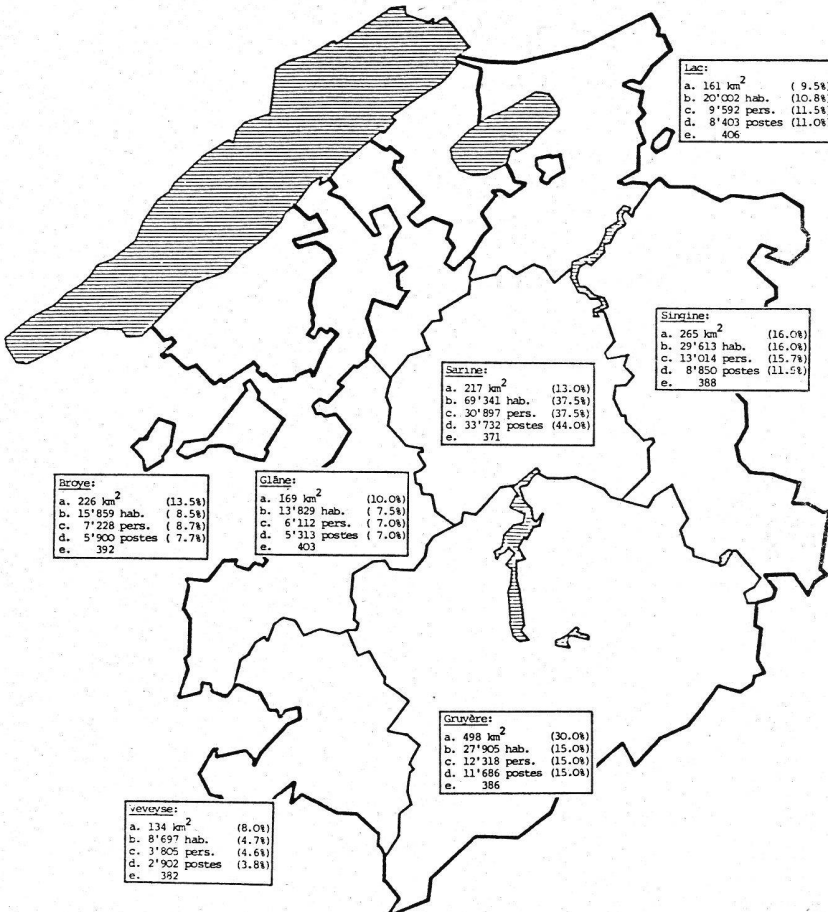 Lac:
a. 161 km² ( 9.5%)
b. 20'002 hab. (10.8%)
c. 9'592 pers. (11.5%)
d. 8'403 postes (11.0%)
e. 406
Singine:
a. 265 km² (16.0%)
b. 29'613 hab. (16.0%)
c. 13'014 pers. (15.7%)
d. 8'850 postes (11.5%)
e. 388
Sarine:
a. 217 km² (13.0%)
b. 69'341 hab. (37.5%)
c. 30'897 pers. (37.5%)
d. 33'732 postes (44.0%)
e. 371
Broye:
a. 226 km² (13.5%)
b. 15'859 hab. ( 8.5%)
c. 7'228 pers. ( 8.7%)
d. 5'900 postes ( 7.7%)
e. 392
Glâne:
a. 169 km² (10.0%)
b. 13'829 hab. ( 7.5%)
c. 6'112 pers. ( 7.0%)
d. 5'313 postes ( 7.0%)
e. 403
Gruyère:
a. 498 km² (30.0%)
b. 27'905 hab. (15.0%)
c. 12'318 pers. (15.0%)
d. 11'686 postes (15.0%)
e. 386
Veveyse:
a. 134 km² (8.0%)
b. 8'697 hab. (4.7%)
c. 3'805 pers. (4.6%)
d. 2'902 postes (3.8%)
e. 382